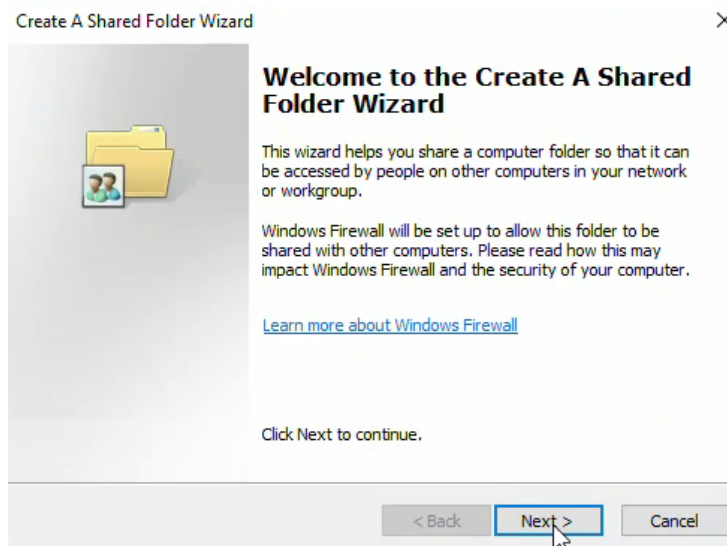 Create A Shared Folder Wizard
Welcome to the Create A Shared
Folder Wizard
This wizard helps you share a computer folder so that it can
be accessed by people on other computers in your network
or workgroup.
Windows Firewall will be set up to allow this folder to be
shared with other computers. Please read how this may
impact Windows Firewall and the security of your computer.
Learn more about Windows Firewall
Click Next to continue.
< Back Next > Cancel